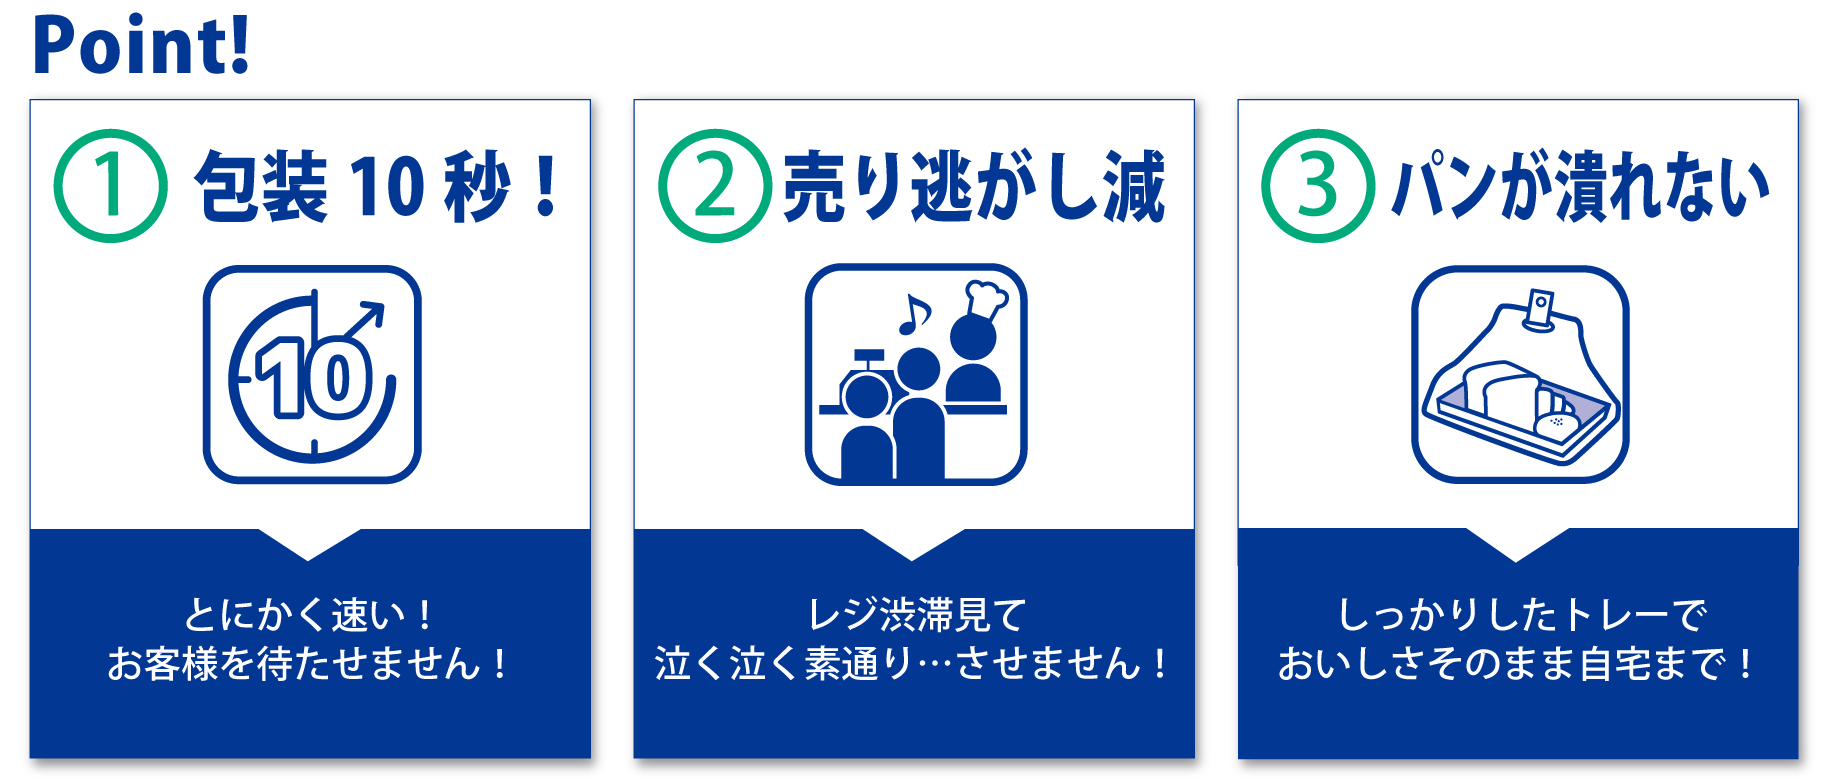 Point!
① 包装 10 秒！
② 売り逃がし減
③ パンが潰れない
10
とにかく速い！
お客様を待たせません！
レジ渋滞見て
泣く泣く素通り…させません！
しっかりしたトレーで
おいしさそのまま自宅まで！